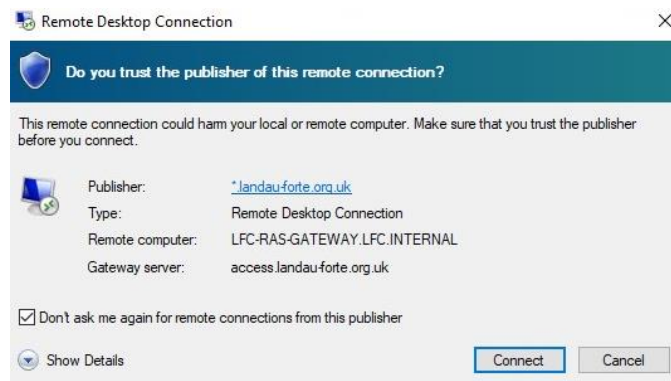 Remote Desktop Connection
Do you trust the publisher of this remote connection?
This remote connection could harm your local or remote computer. Make sure that you trust the publisher
before you connect.
Publisher: *.landau-forte.org.uk
Type: Remote Desktop Connection
Remote computer: LFC-RAS-GATEWAY.LFC.INTERNAL
Gateway server: access.landau-forte.org.uk
Don't ask me again for remote connections from this publisher
Show Details Connect Cancel